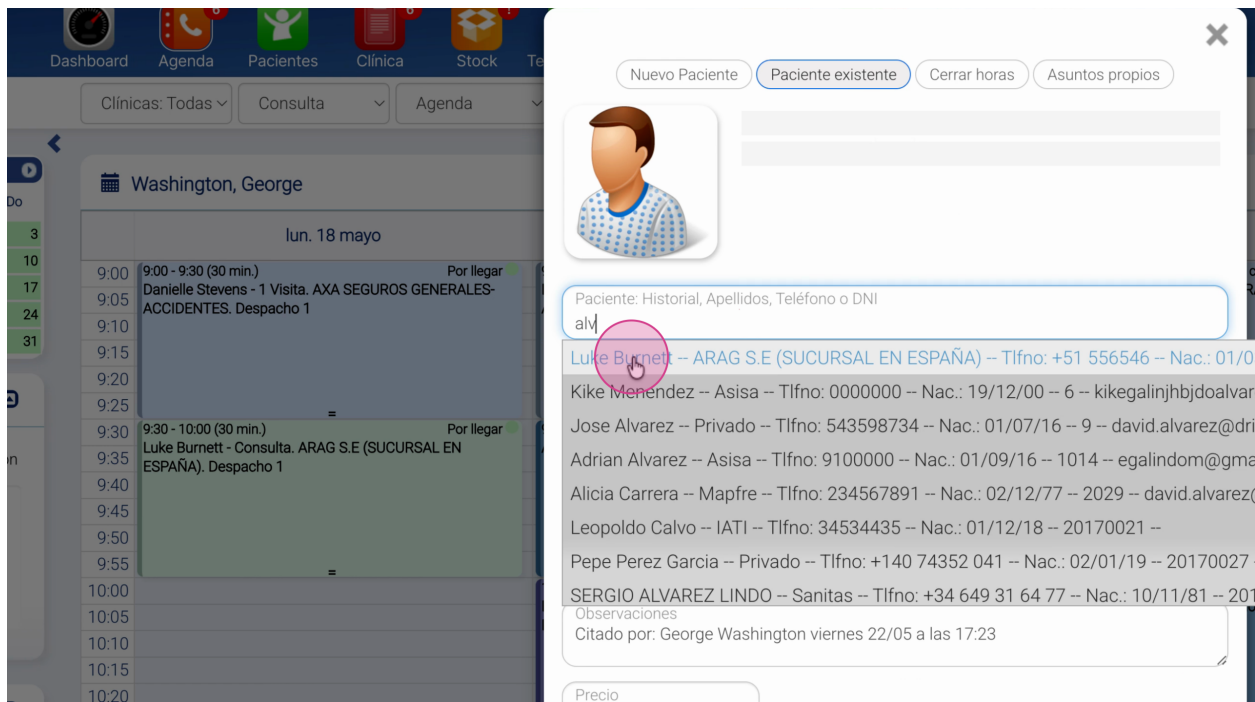 6
6
!
Dashboard Agenda Pacientes Clínica Stock Te
Clínicas: Todas Consulta Agenda
Do
3
10
17
24
31
Washington, George
lun. 18 mayo
9:00
9:05
9:10
9:15
9:20
9:25
9:30
9:35
9:40
9:45
9:50
9:55
10:00
10:05
10:10
10:15
10:20
9:00 - 9:30 (30 min.) Por llegar
Danielle Stevens - 1 Visita. AXA SEGUROS GENERALES-
ACCIDENTES. Despacho 1
9:30 - 10:00 (30 min.) Por llegar
Luke Burnett - Consulta. ARAG S.E (SUCURSAL EN
ESPAÑA). Despacho 1
Nuevo Paciente Paciente existente Cerrar horas Asuntos propios
Paciente: Historial, Apellidos, Teléfono o DNI
alv
Luke Burnett -- ARAG S.E (SUCURSAL EN ESPAÑA) -- Tlfno: +51 556546 -- Nac.: 01/0
Kike Menendez -- Asisa -- Tlfno: 0000000 -- Nac.: 19/12/00 -- 6 -- kikegalinjhbjdoalvar
Jose Alvarez -- Privado -- Tlfno: 543598734 -- Nac.: 01/07/16 -- 9 -- david.alvarez@dri
Adrian Alvarez -- Asisa -- Tlfno: 9100000 -- Nac.: 01/09/16 -- 1014 -- egalindom@gma
Alicia Carrera -- Mapfre -- Tlfno: 234567891 -- Nac.: 02/12/77 -- 2029 -- david.alvarez@
Leopoldo Calvo -- IATI -- Tlfno: 34534435 -- Nac.: 01/12/18 -- 20170021 --
Pepe Perez Garcia -- Privado -- Tlfno: +140 74352 041 -- Nac.: 02/01/19 -- 20170027 -
SERGIO ALVAREZ LINDO -- Sanitas -- Tlfno: +34 649 31 64 77 -- Nac.: 10/11/81 -- 201
Observaciones
Citado por: George Washington viernes 22/05 a las 17:23
Precio